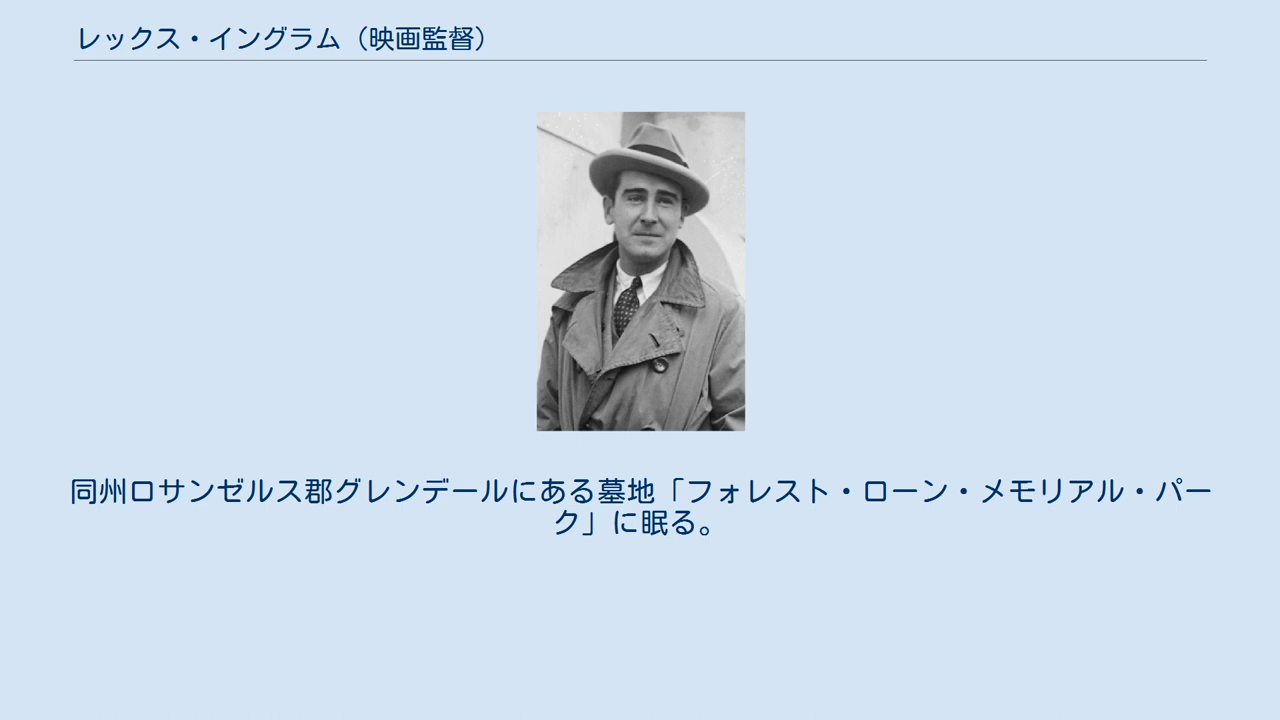 レックス・イングラム（映画監督）
同州ロサンゼルス郡グレンデールにある墓地「フォレスト・ローン・メモリアル・パー
ク」に眠る。